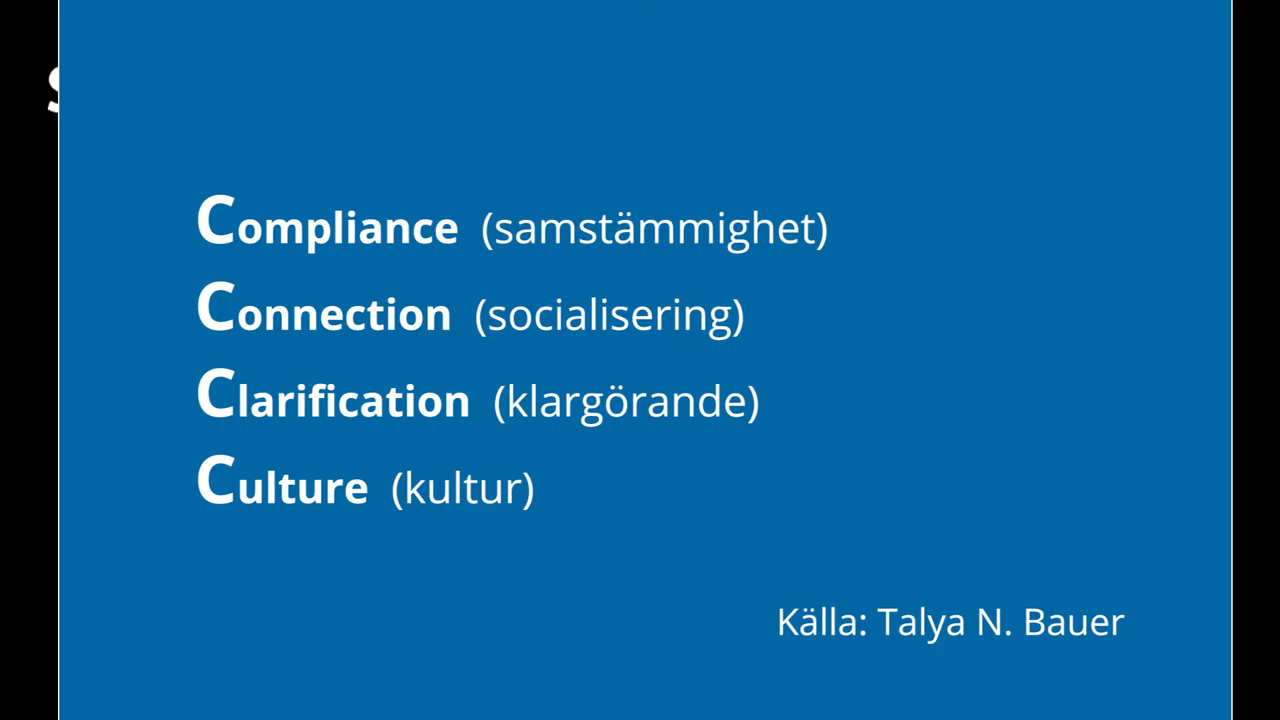 Compliance (samstämmighet)
Connection (socialisering)
Clarification (klargörande)
Culture (kultur)
Källa: Talya N. Bauer